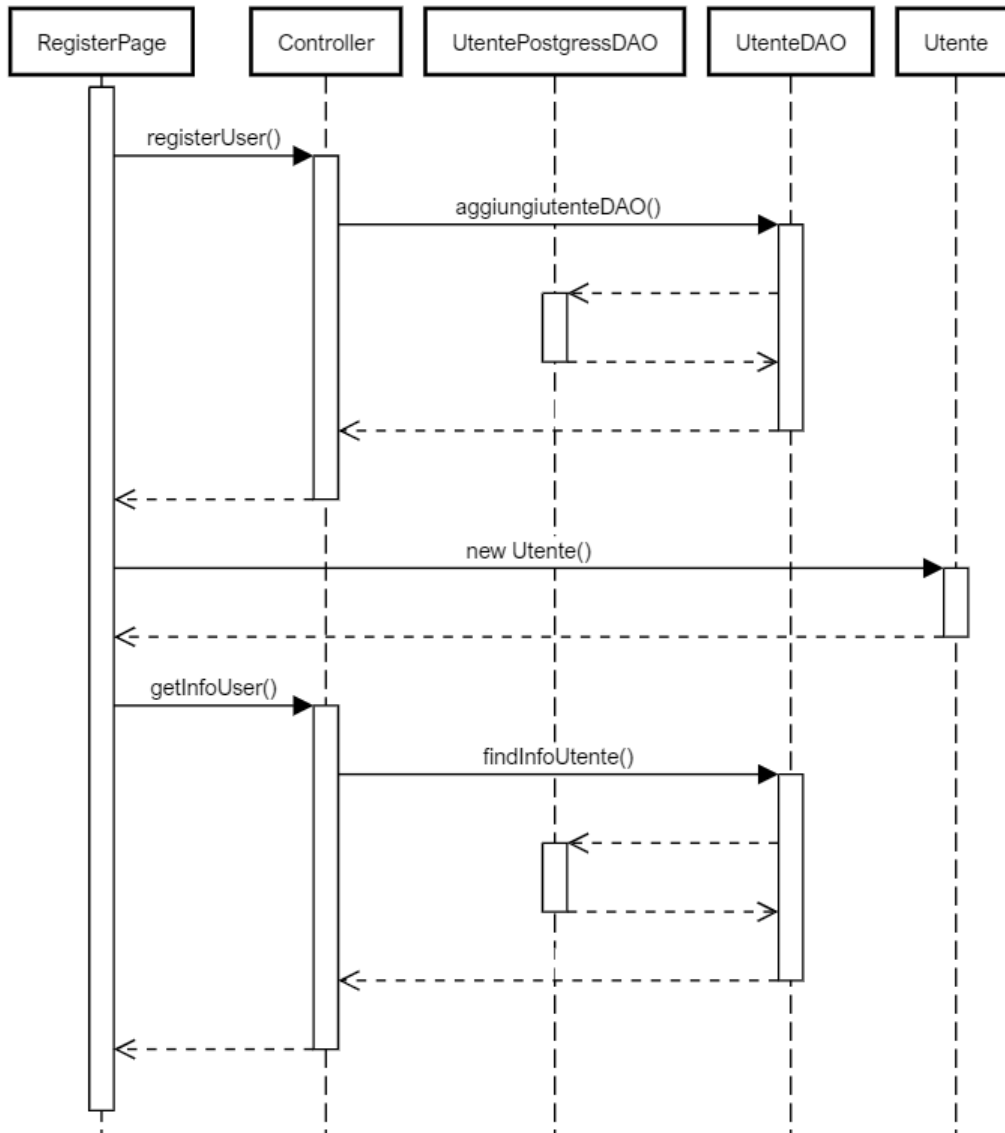 RegisterPage
Controller
UtentePostgressDAO
UtenteDAO
Utente
registerUser()
aggiungiutenteDAO()
new Utente()
getInfoUser()
findInfoUtente()